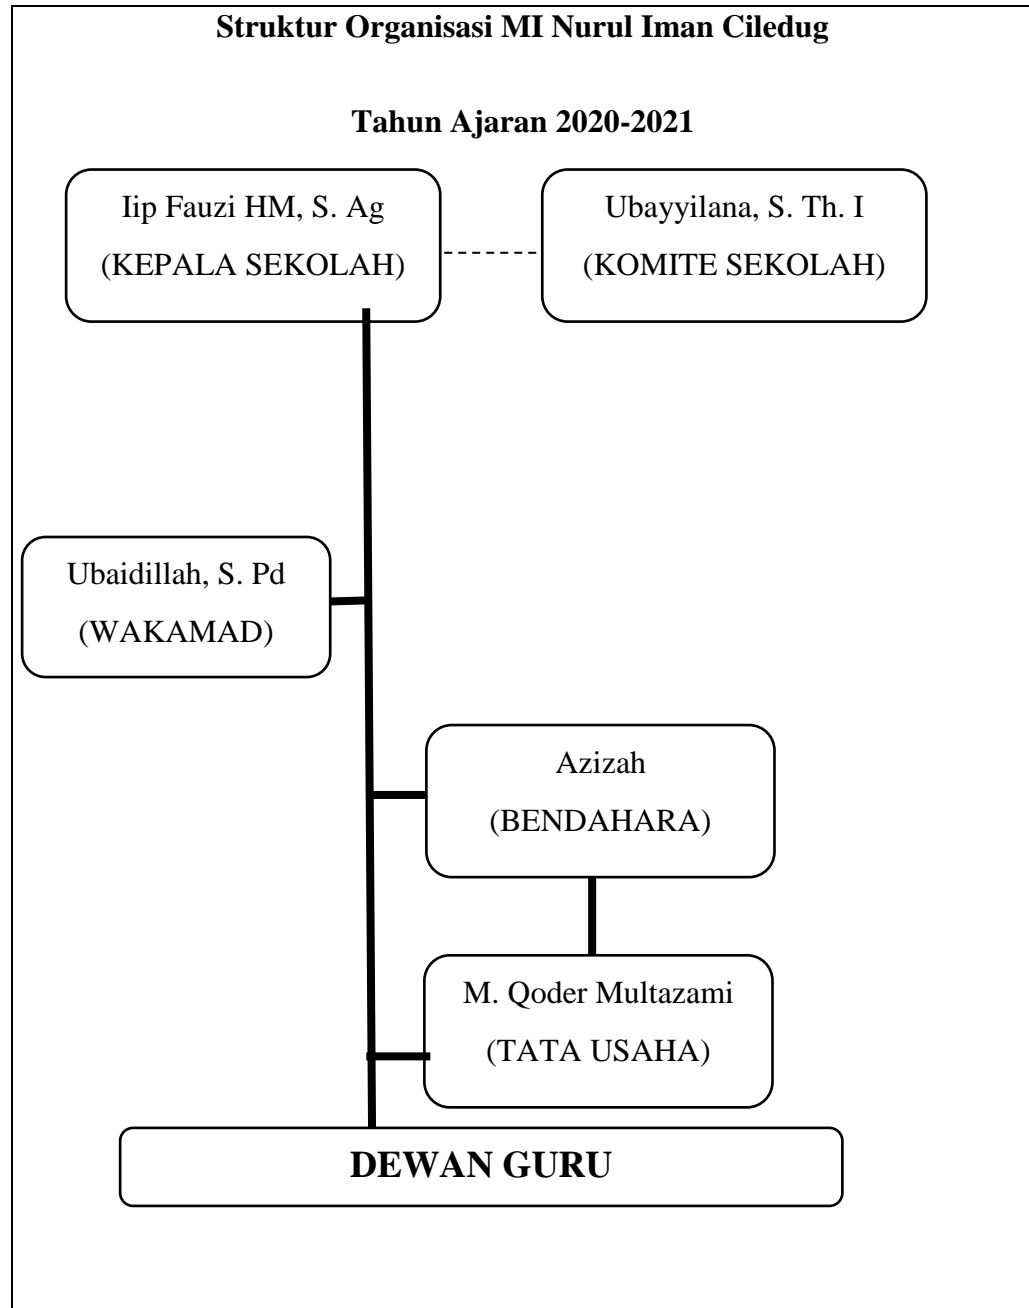 Struktur Organisasi MI Nurul Iman Ciledug
Tahun Ajaran 2020-2021
Iip Fauzi HM, S. Ag
(KEPALA SEKOLAH)
Ubayyilana, S. Th. I
(KOMITE SEKOLAH)
Ubaidillah, S. Pd
(WAKAMAD)
Azizah
(BENDAHARA)
M. Qoder Multazami
(TATA USAHA)
DEWAN GURU